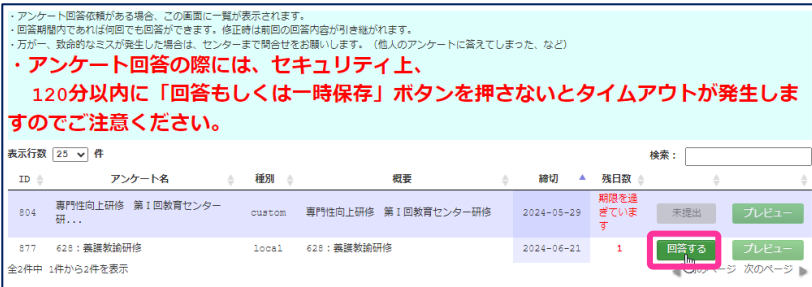 ・アンケート回答依頼がある場合、この画面に一覧が表示されます。
・回答期間内であれば何回でも回答ができます。修正時は前回の回答内容が引き継がれます。
・万が一、致命的なミスが発生した場合は、センターまで問合せをお願いします。（他人のアンケートに答えてしまった、など）
・アンケート回答の際には、セキュリティ上、
120分以内に「回答もしくは一時保存」ボタンを押さないとタイムアウトが発生しま
すのでご注意ください。
表示行数 25 件 検索：
ID アンケート名 種別 概要 締切 残日数
804 専門性向上研修 第Ⅰ回教育センター研... custom 専門性向上研修 第Ⅰ回教育センター研修 2024-05-29 期限を過ぎています 未提出 プレビュー
877 628：養護教諭研修 local 628：養護教諭研修 2024-06-21 1 回答する プレビュー
全2件中 1件から2件を表示 ページ 次のページ